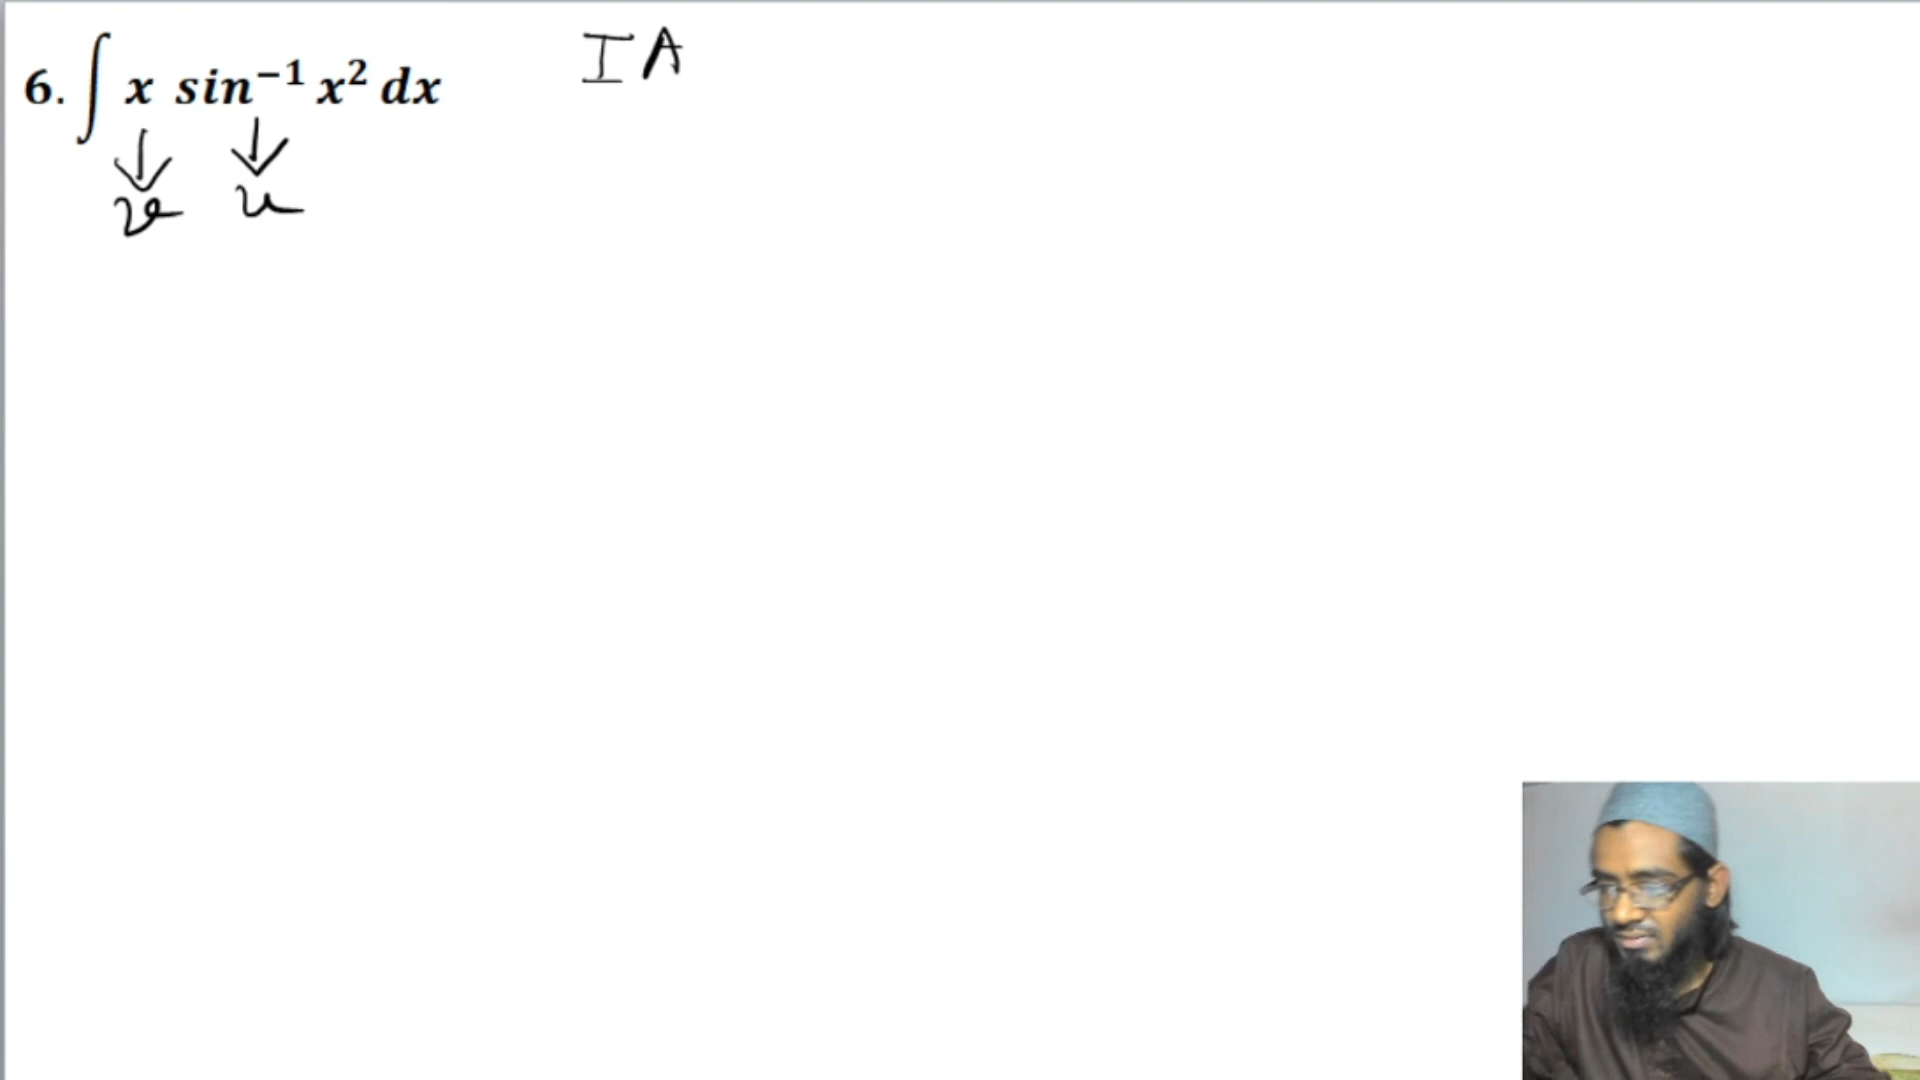 6. ∫ x sin⁻¹ x² dx
I A
v u